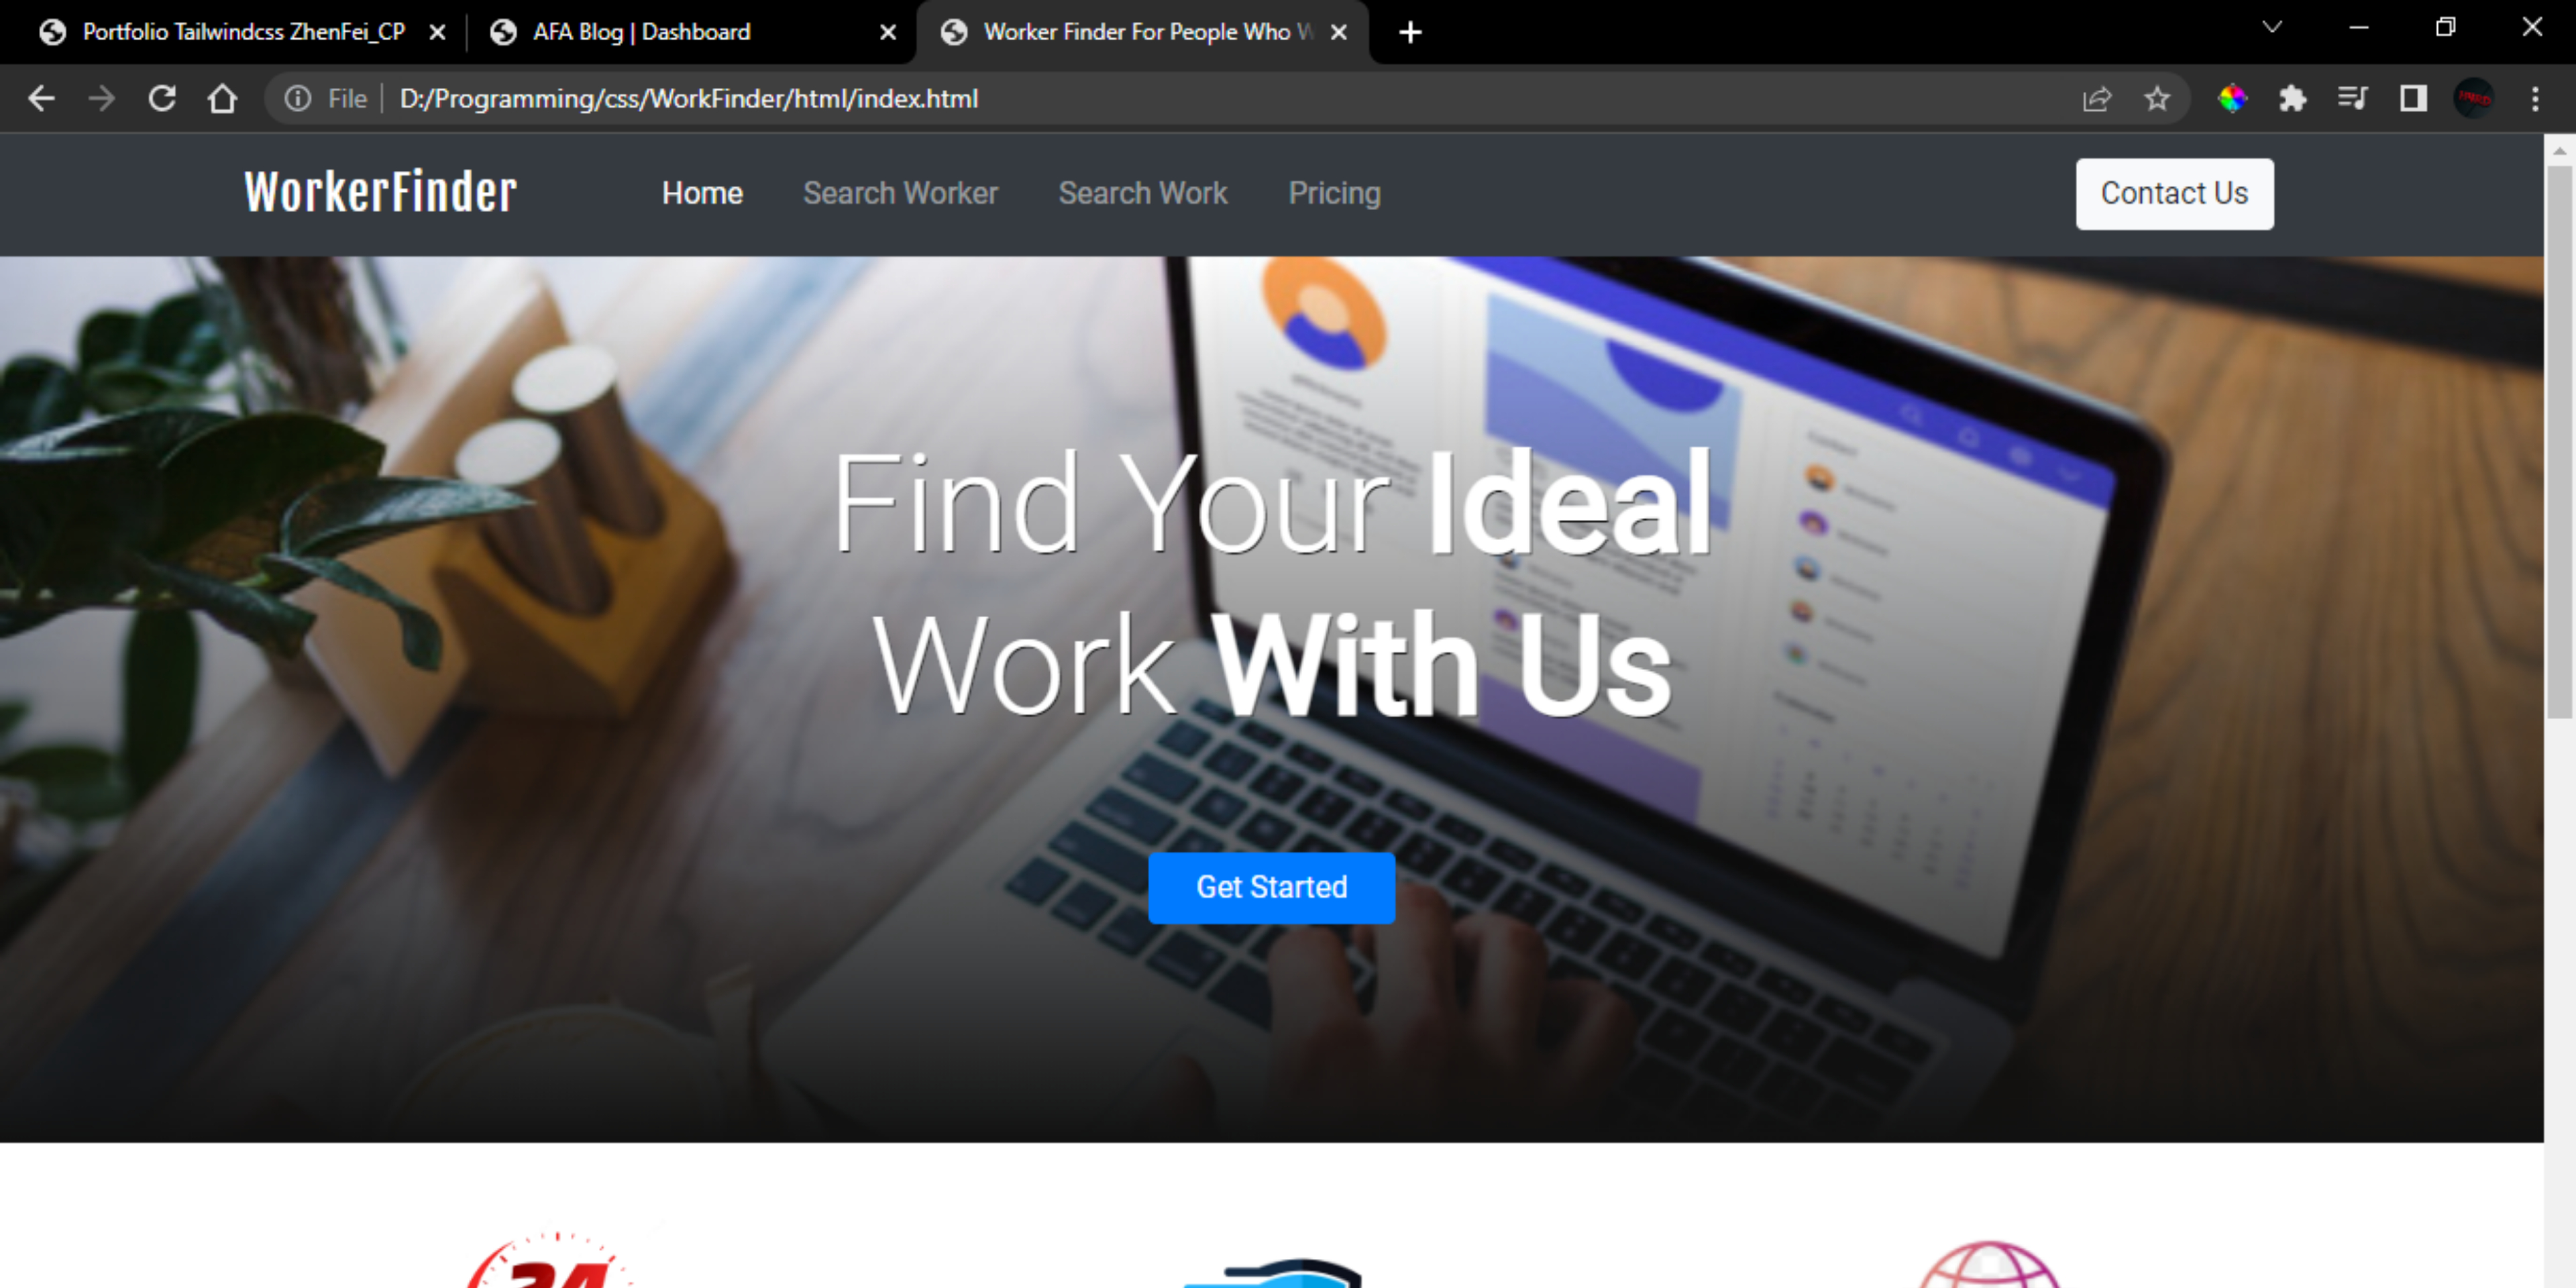 Portfolio Tailwindcss ZhenFei_CP
AFA Blog | Dashboard
Worker Finder For People Who W
File
D:/Programming/css/WorkFinder/html/index.html
WorkerFinder
Home
Search Worker
Search Work
Pricing
Contact Us
Find Your Ideal
Work With Us
Get Started
24